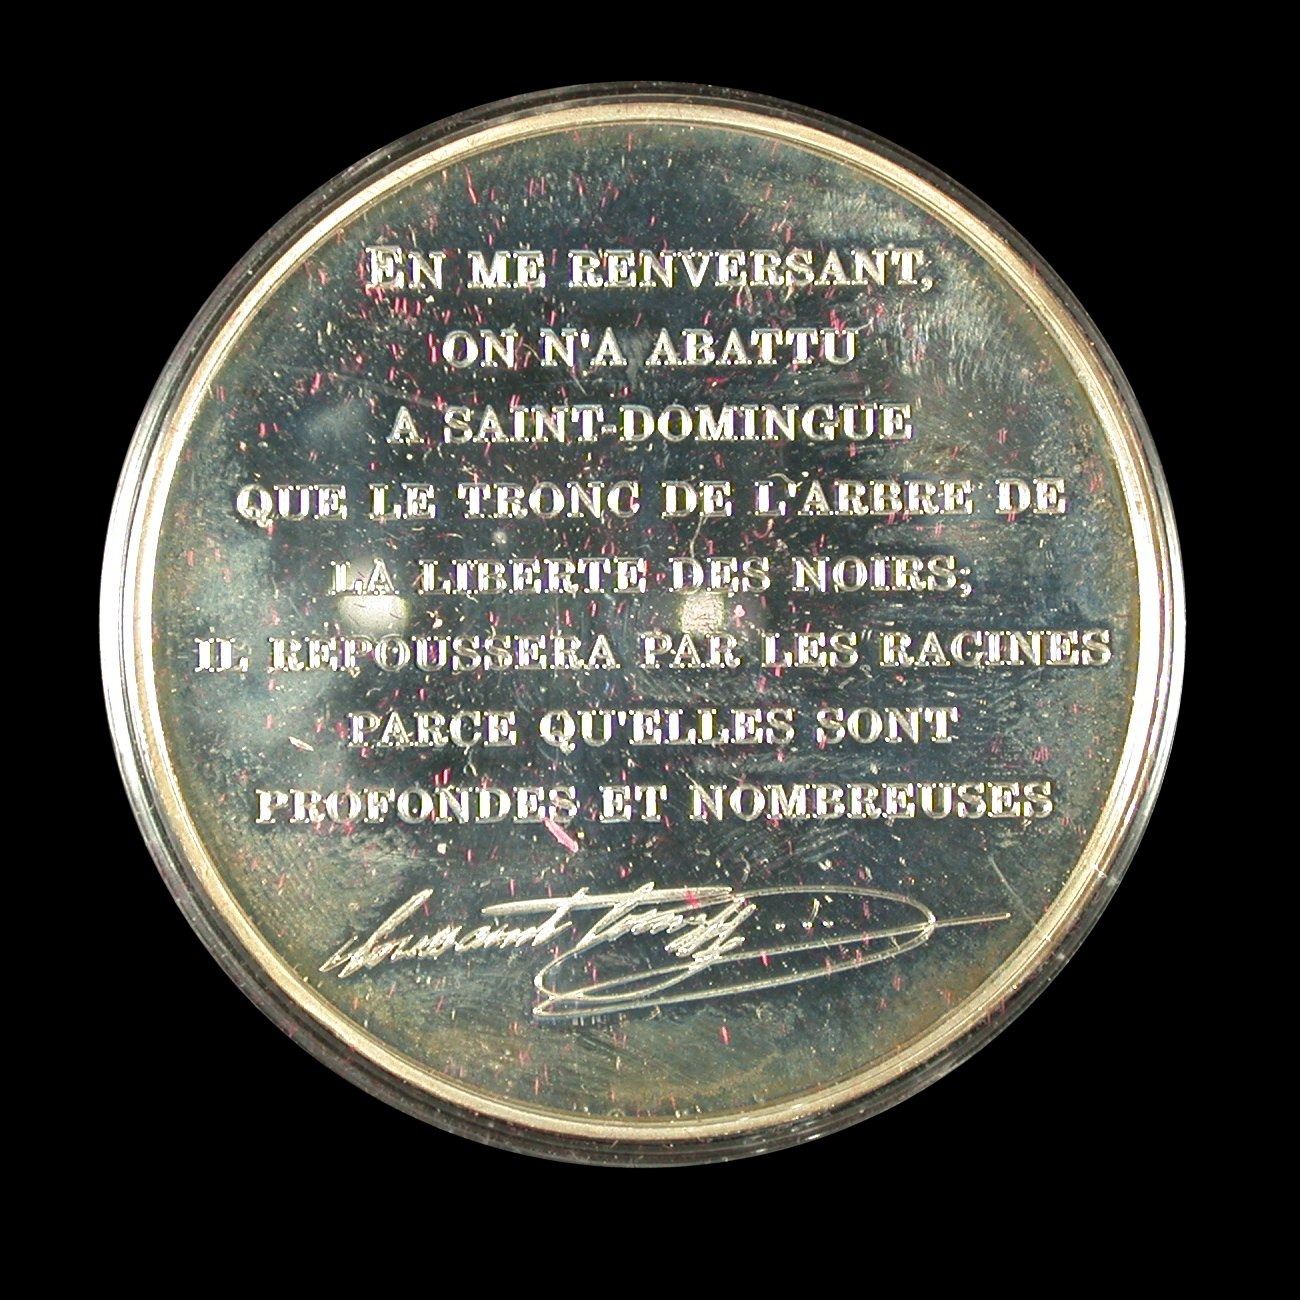 EN ME RENVERSANT,
ON N'A ABATTU
A SAINT-DOMINGUE
QUE LE TRONC DE L'ARBRE DE
LA LIBERTE DES NOIRS;
IL REPOUSSERA PAR LES RACINES
PARCE QU'ELLES SONT
PROFONDES ET NOMBREUSES